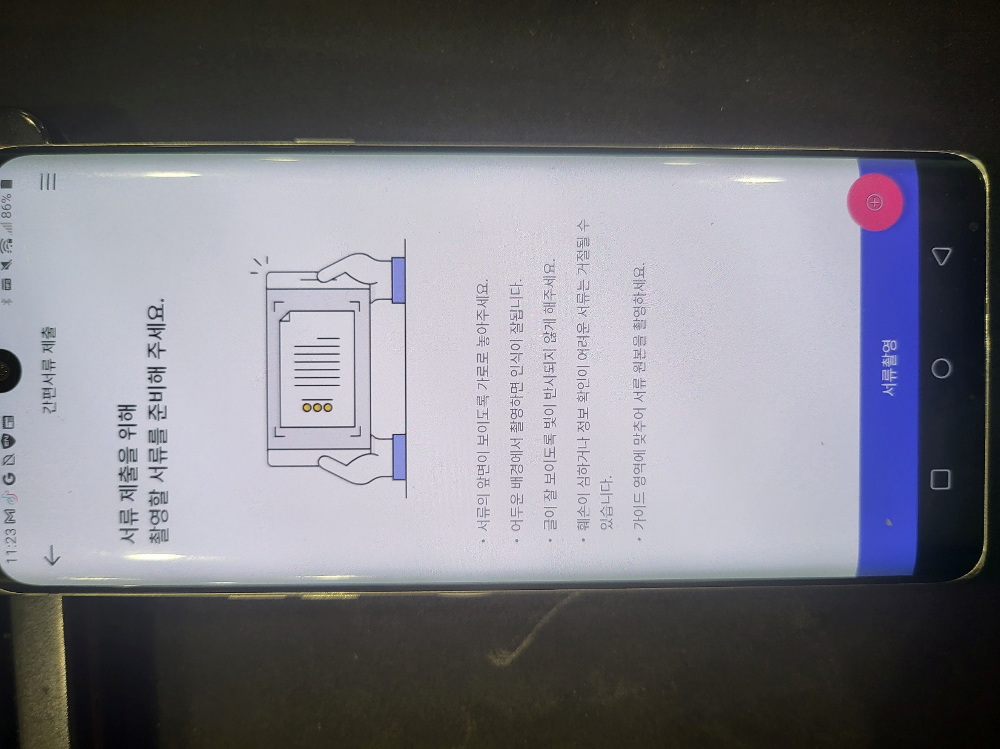 11:23
86%
간편서류 제출
서류 제출을 위해
촬영할 서류를 준비해 주세요.
• 서류의 앞면이 보이도록 가로로 놓아주세요.
• 어두운 배경에서 촬영하면 인식이 잘됩니다.
• 글이 잘 보이도록 빛이 반사되지 않게 해주세요.
• 훼손이 심하거나 정보 확인이 어려운 서류는 거절될 수
있습니다.
• 가이드 영역에 맞추어 서류 원본을 촬영하세요.
서류촬영